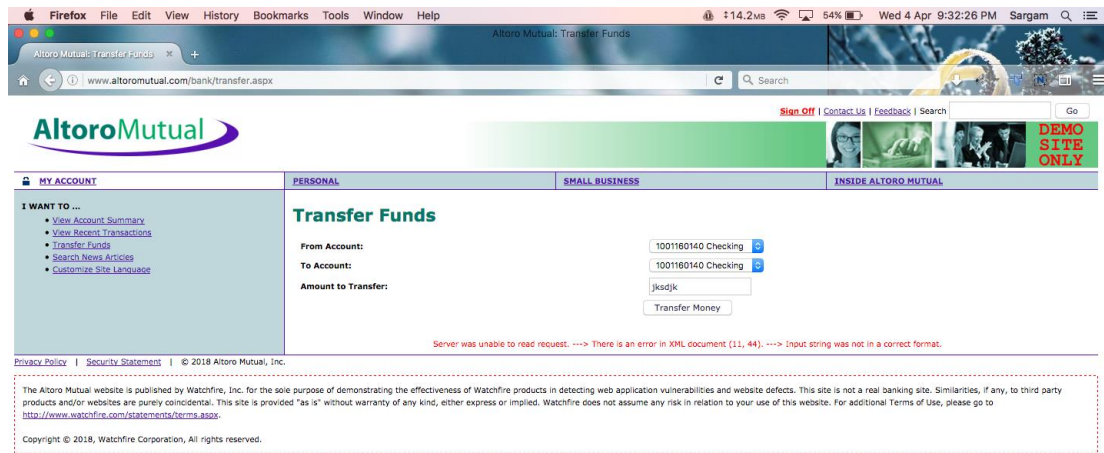 Firefox File Edit View History Bookmarks Tools Window Help 14.2MB 54% Wed 4 Apr 9:32:26 PM Sargam
Altoro Mutual: Transfer Funds
Altoro Mutual: Transfer Funds × +
www.altoromutual.com/bank/transfer.aspx Search
Sign Off | Contact Us | Feedback | Search Go
AltoroMutual
DEMO
SITE
ONLY
MY ACCOUNT PERSONAL SMALL BUSINESS INSIDE ALTORO MUTUAL
I WANT TO ...
• View Account Summary
• View Recent Transactions
• Transfer Funds
• Search News Articles
• Customize Site Language
Transfer Funds
From Account: 1001160140 Checking
To Account: 1001160140 Checking
Amount to Transfer: jksdjk
Transfer Money
Server was unable to read request. ---> There is an error in XML document (11, 44). ---> Input string was not in a correct format.
Privacy Policy | Security Statement | © 2018 Altoro Mutual, Inc.
The Altoro Mutual website is published by Watchfire, Inc. for the sole purpose of demonstrating the effectiveness of Watchfire products in detecting web application vulnerabilities and website defects. This site is not a real banking site. Similarities, if any, to third party
products and/or websites are purely coincidental. This site is provided "as is" without warranty of any kind, either express or implied. Watchfire does not assume any risk in relation to your use of this website. For additional Terms of Use, please go to
http://www.watchfire.com/statements/terms.aspx.
Copyright © 2018, Watchfire Corporation, All rights reserved.